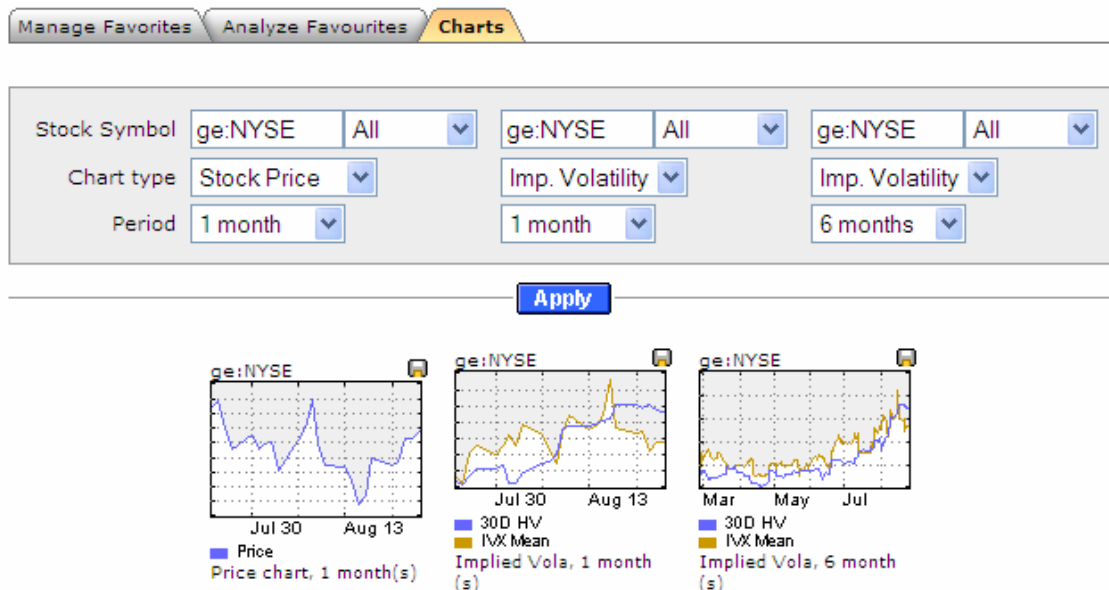 Manage Favorites Analyze Favourites Charts
Stock Symbol ge:NYSE All ge:NYSE All ge:NYSE All
Chart type Stock Price Imp. Volatility Imp. Volatility
Period 1 month 1 month 6 months
Apply
ge:NYSE ge:NYSE ge:NYSE
Jul 30 Aug 13 Jul 30 Aug 13 Mar May Jul
Price 30D HV 30D HV
IVX Mean IVX Mean
Price chart, 1 month(s) Implied Vola, 1 month Implied Vola, 6 month
(s) (s)